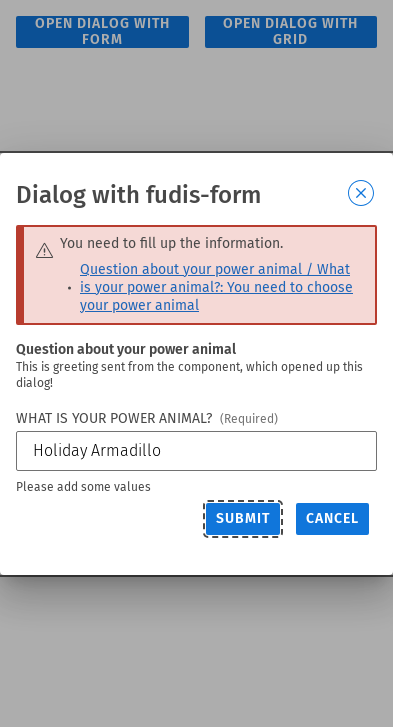 OPEN DIALOG WITH
FORM
OPEN DIALOG WITH
GRID
Dialog with fudis-form
You need to fill up the information.
Question about your power animal / What
is your power animal?: You need to choose
your power animal
Question about your power animal
This is greeting sent from the component, which opened up this
dialog!
WHAT IS YOUR POWER ANIMAL? (Required)
Holiday Armadillo
Please add some values
SUBMIT CANCEL